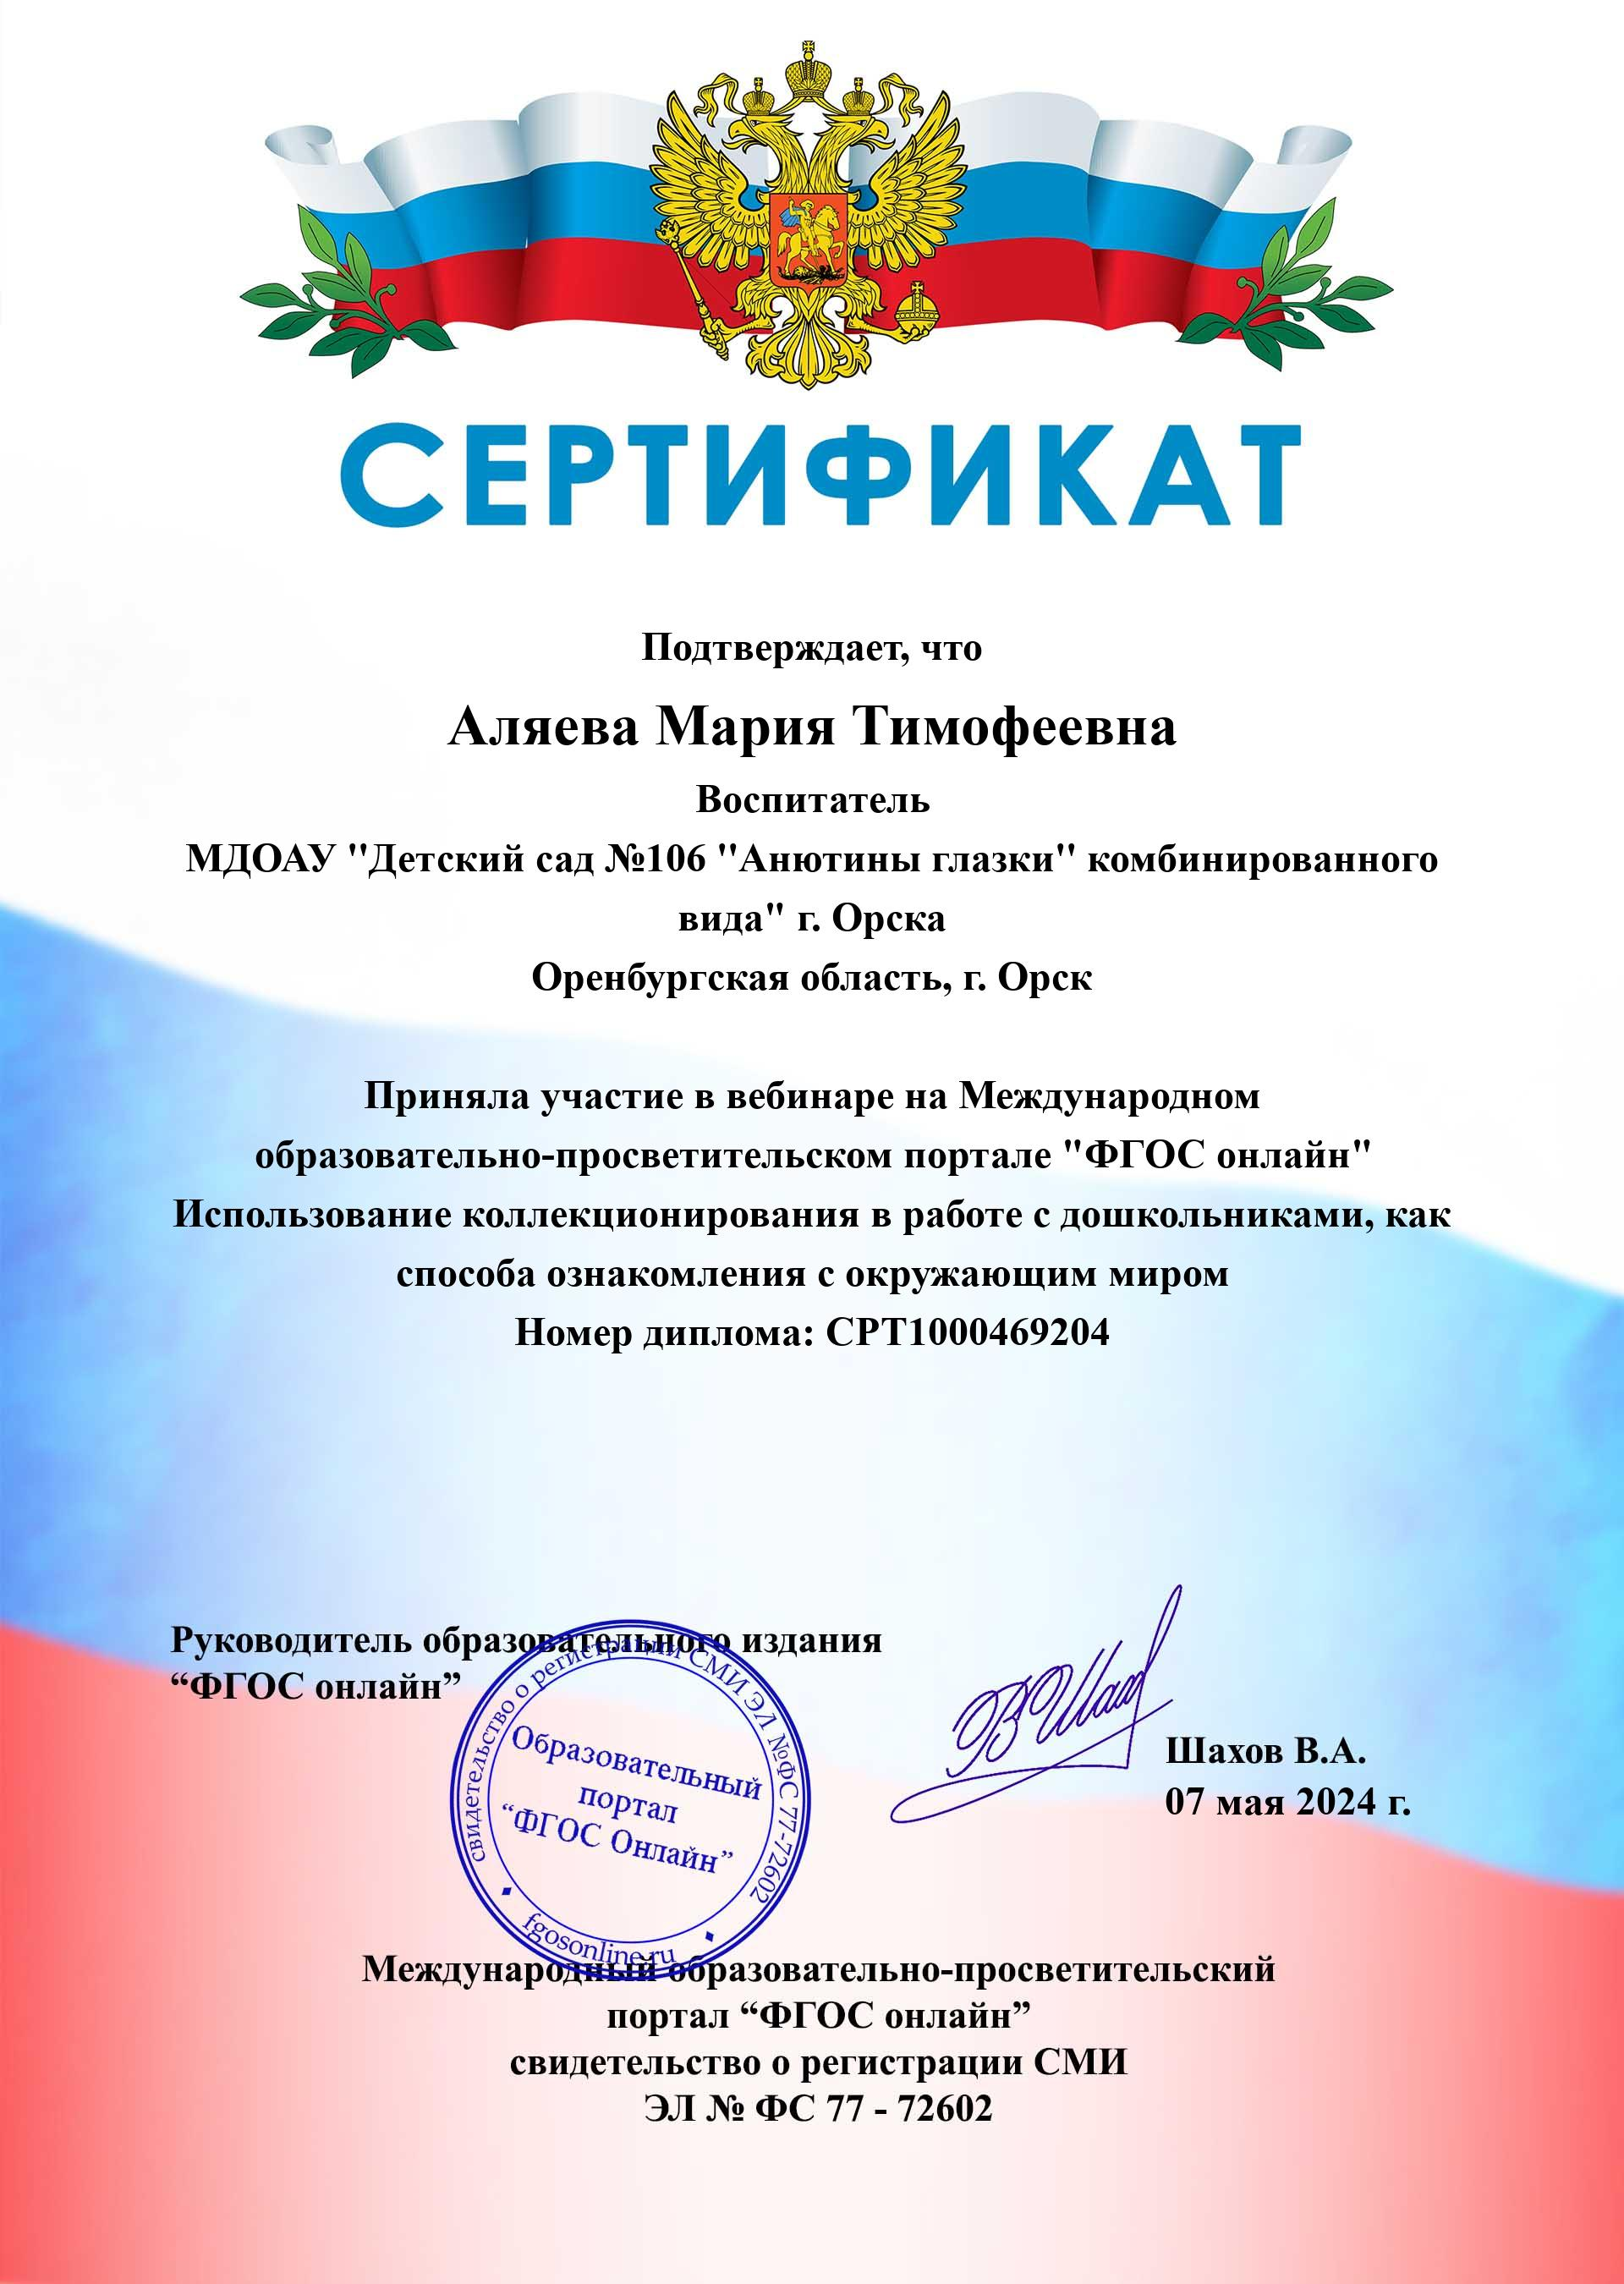 СЕРТИФИКАТ
Подтверждает, что
Аляева Мария Тимофеевна
Воспитатель
МДОАУ "Детский сад №106 "Анютины глазки" комбинированного
вида" г. Орска
Оренбургская область, г. Орск
Приняла участие в вебинаре на Международном
образовательно-просветительском портале "ФГОС онлайн"
Использование коллекционирования в работе с дошкольниками, как
способа ознакомления с окружающим миром
Номер диплома: СРТ1000469204
Руководитель образовательного издания
“ФГОС онлайн”
свидетельство о регистрации СМИ ЭЛ №ФС 77-72602
Образовательный
портал
“ФГОС Онлайн”
fgosonline.ru
В Шах
Шахов В.А.
07 мая 2024 г.
Международный образовательно-просветительский
портал “ФГОС онлайн”
свидетельство о регистрации СМИ
ЭЛ № ФС 77 - 72602